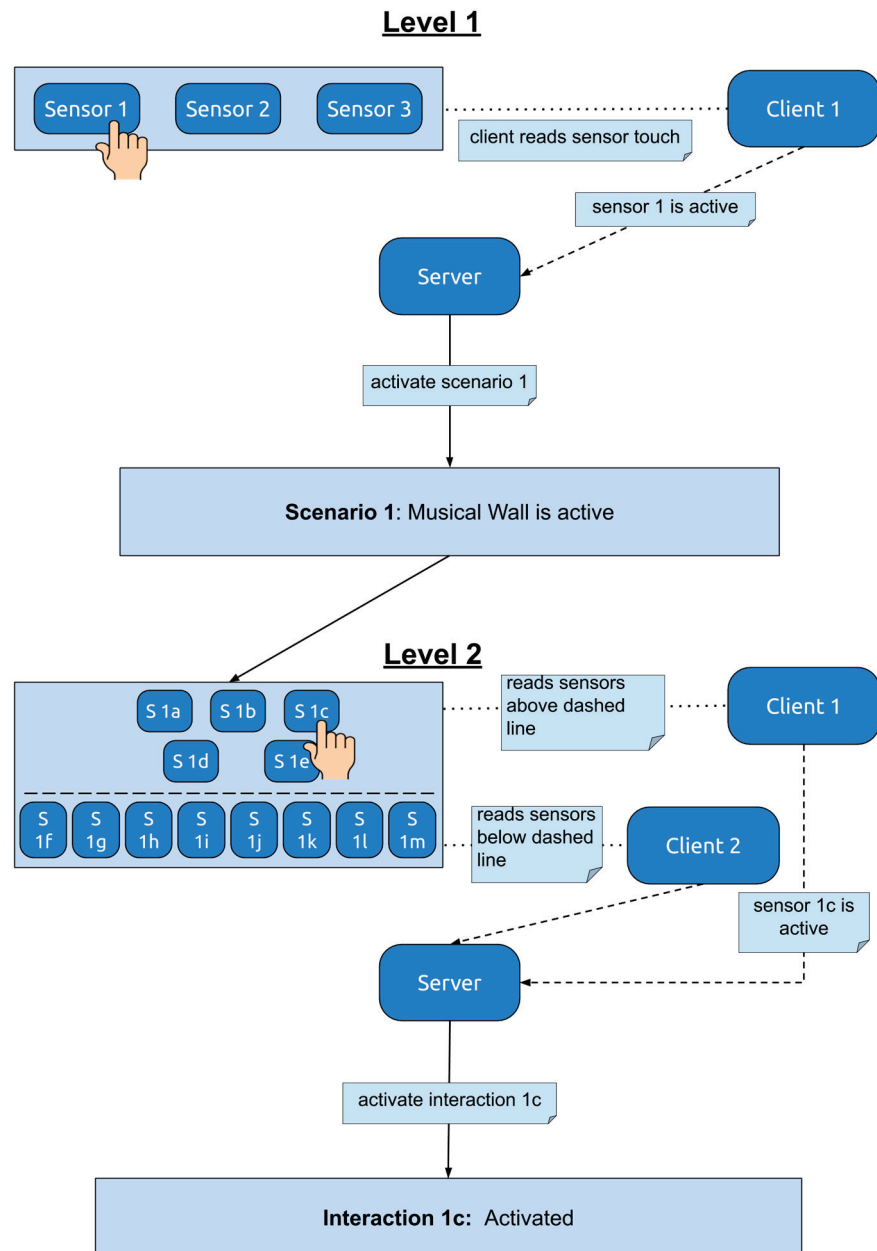 Level 1
Sensor 1
Sensor 2
Sensor 3
Client 1
client reads sensor touch
sensor 1 is active
Server
activate scenario 1
Scenario 1: Musical Wall is active
Level 2
S 1a
S 1b
S 1c
reads sensors
above dashed
line
Client 1
S 1d
S 1e
S
1f
S
1g
S
1h
S
1i
S
1j
S
1k
S
1l
S
1m
reads sensors
below dashed
line
Client 2
sensor 1c is
active
Server
activate interaction 1c
Interaction 1c: Activated